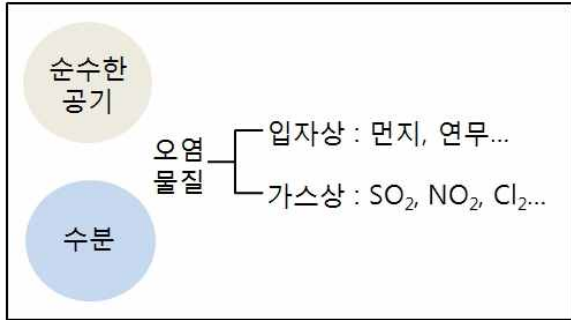 순수한
공기
오염
물질
입자상 : 먼지, 연무...
가스상 : SO₂, NO₂, Cl₂...
수분